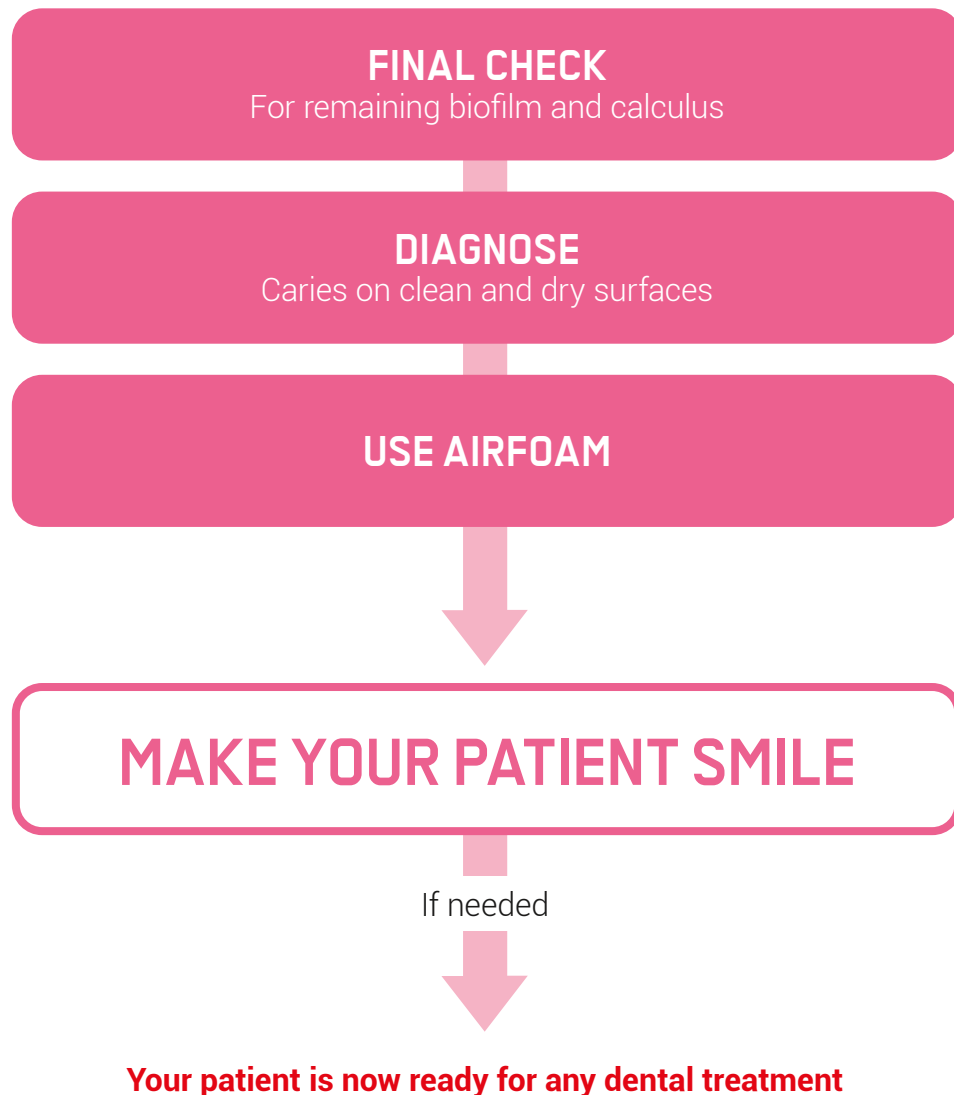 FINAL CHECK
For remaining biofilm and calculus
DIAGNOSE
Caries on clean and dry surfaces
USE AIRFOAM
MAKE YOUR PATIENT SMILE
If needed
Your patient is now ready for any dental treatment